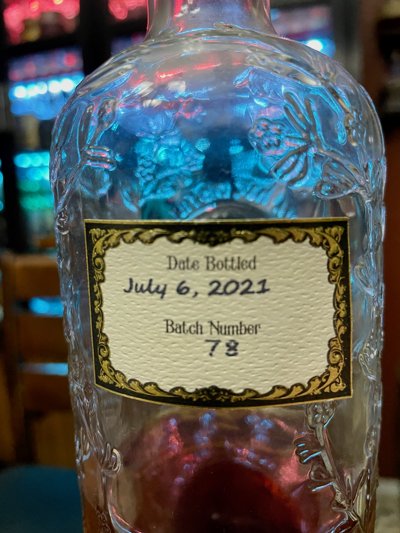 Date Bottled
July 6, 2021
Batch Number
78